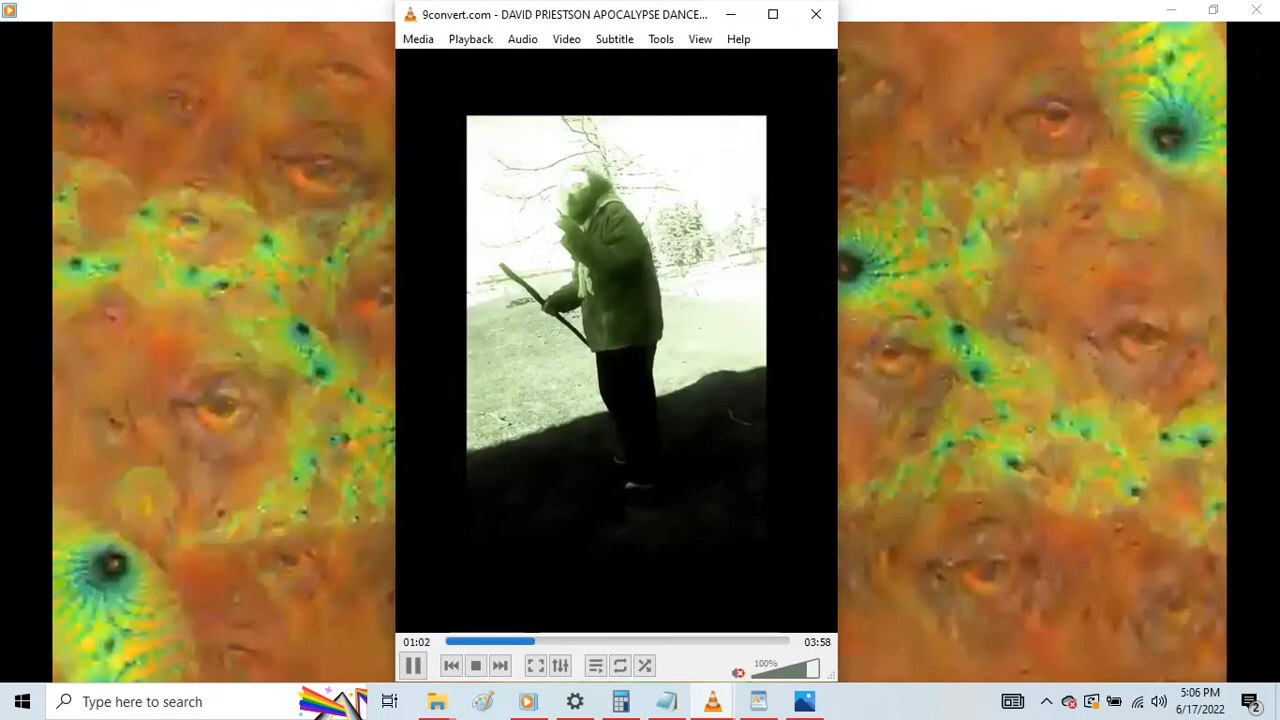 9convert.com - DAVID PRIESTSON APOCALYPSE DANCE...
Media Playback Audio Video Subtitle Tools View Help
01:02
03:58
100%
Type here to search
5:06 PM
6/17/2022
2